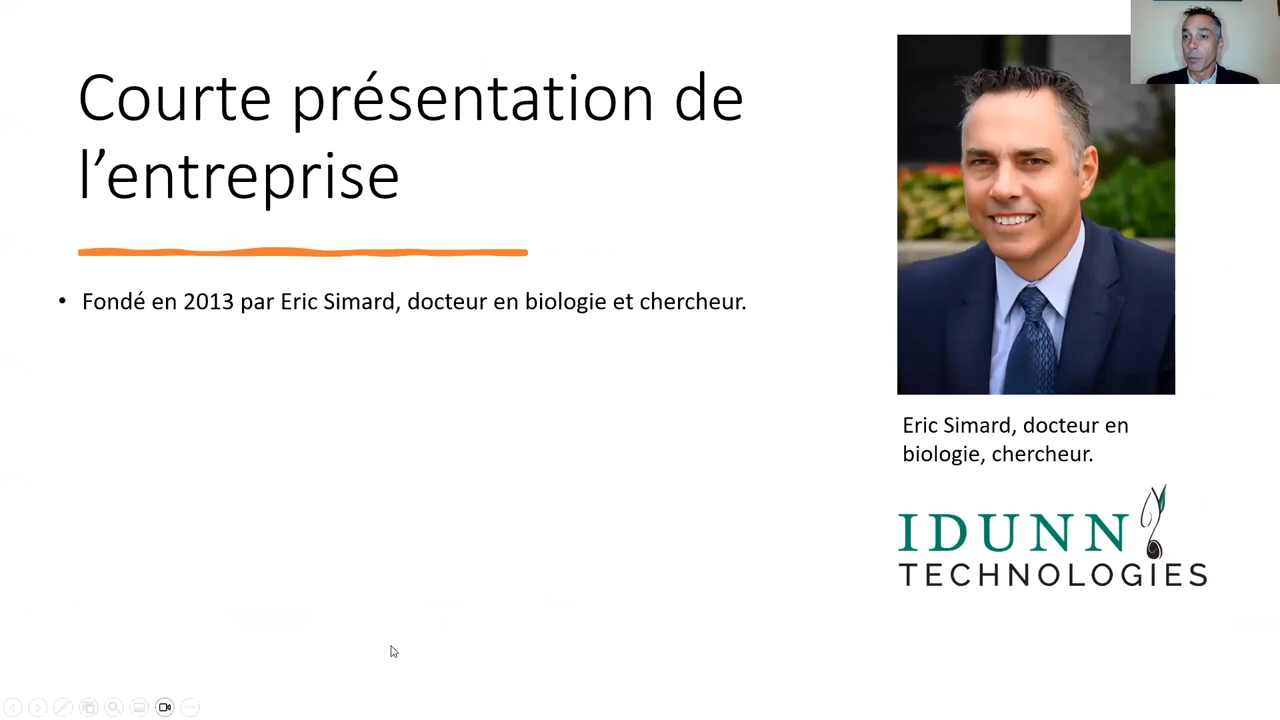 Courte présentation de
l’entreprise
• Fondé en 2013 par Eric Simard, docteur en biologie et chercheur.
Eric Simard, docteur en
biologie, chercheur.
IDUNN
TECHNOLOGIES